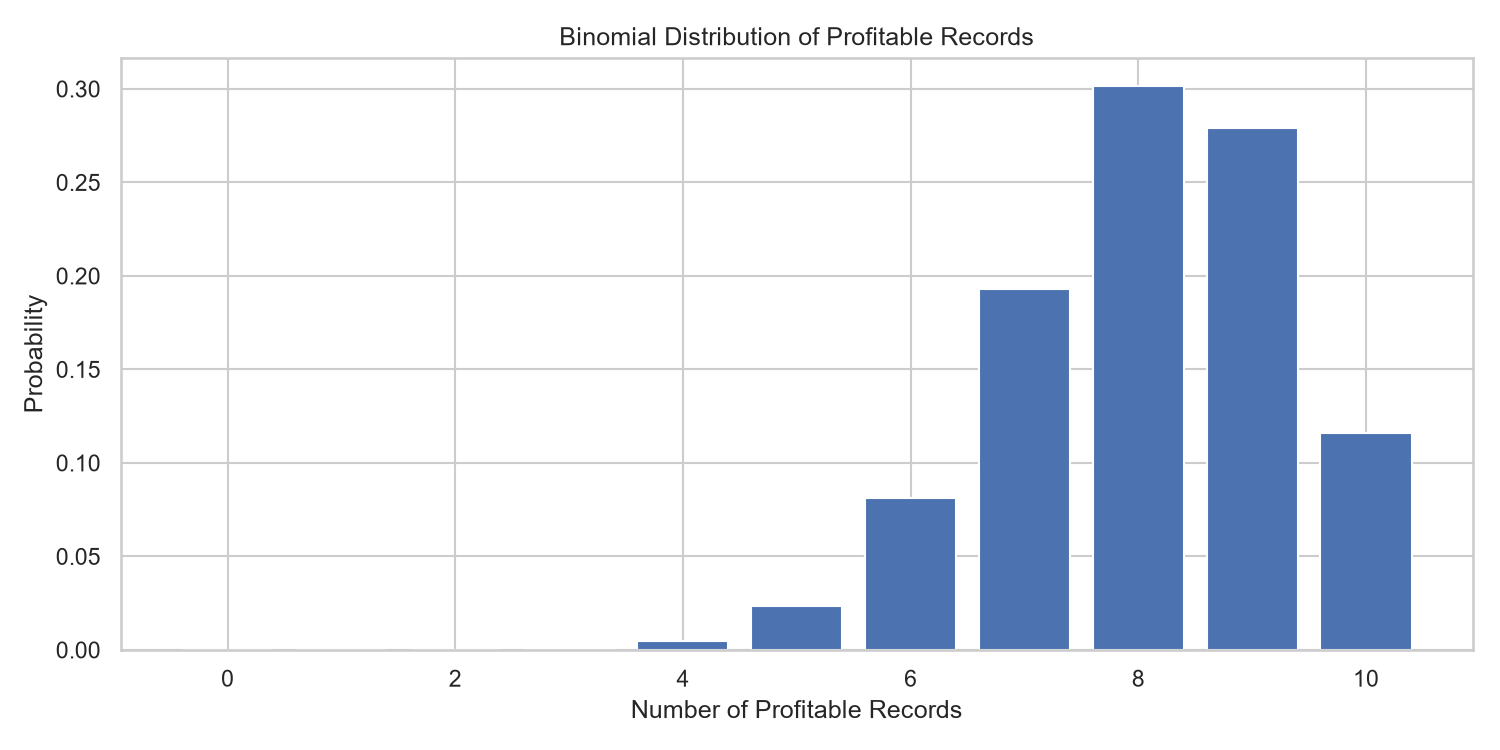 Binomial Distribution of Profitable Records
0.30
0.25
0.20
0.15
0.10
0.05
0.00
Probability
0 2 4 6 8 10
Number of Profitable Records